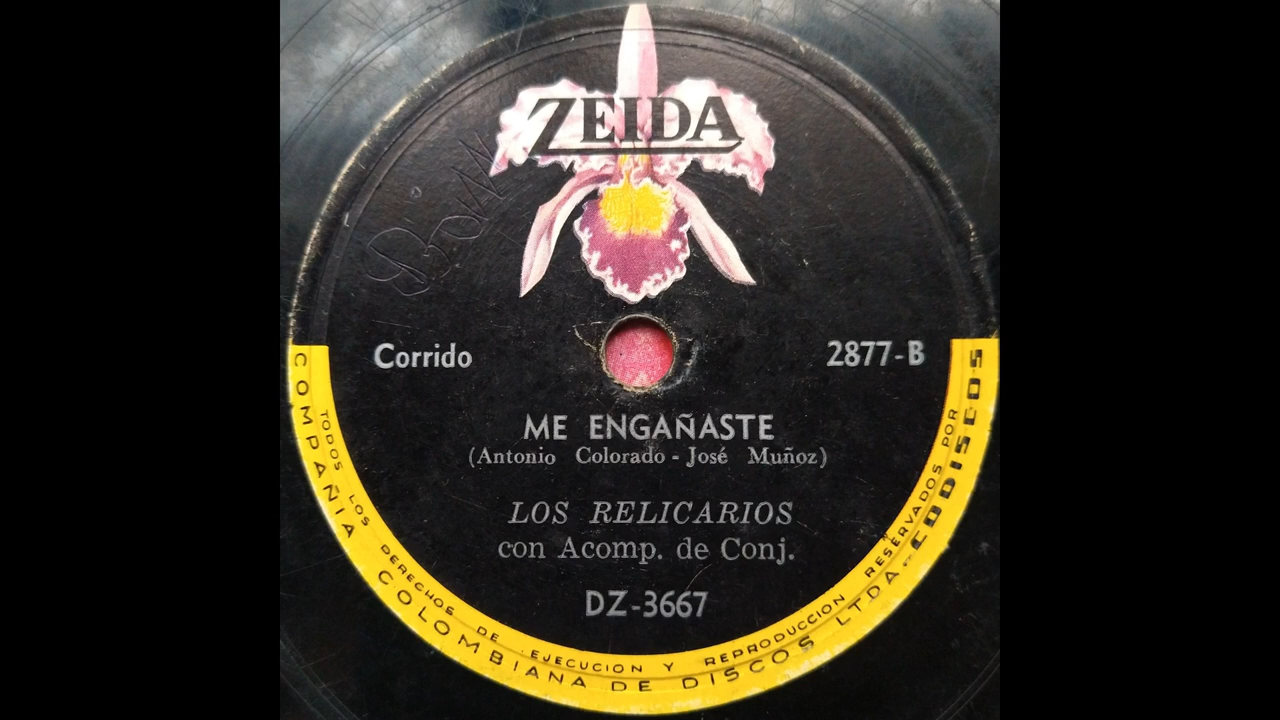 ZEIDA
Corrido
2877-B
ME ENGAÑASTE
(Antonio Colorado - José Muñoz)
LOS RELICARIOS
con Acomp. de Conj.
DZ-3667
TODOS LOS DERECHOS DE EJECUCION Y REPRODUCCION RESERVADOS POR
COMPAÑIA COLOMBIANA DE DISCOS LTDA.-CODISCOS